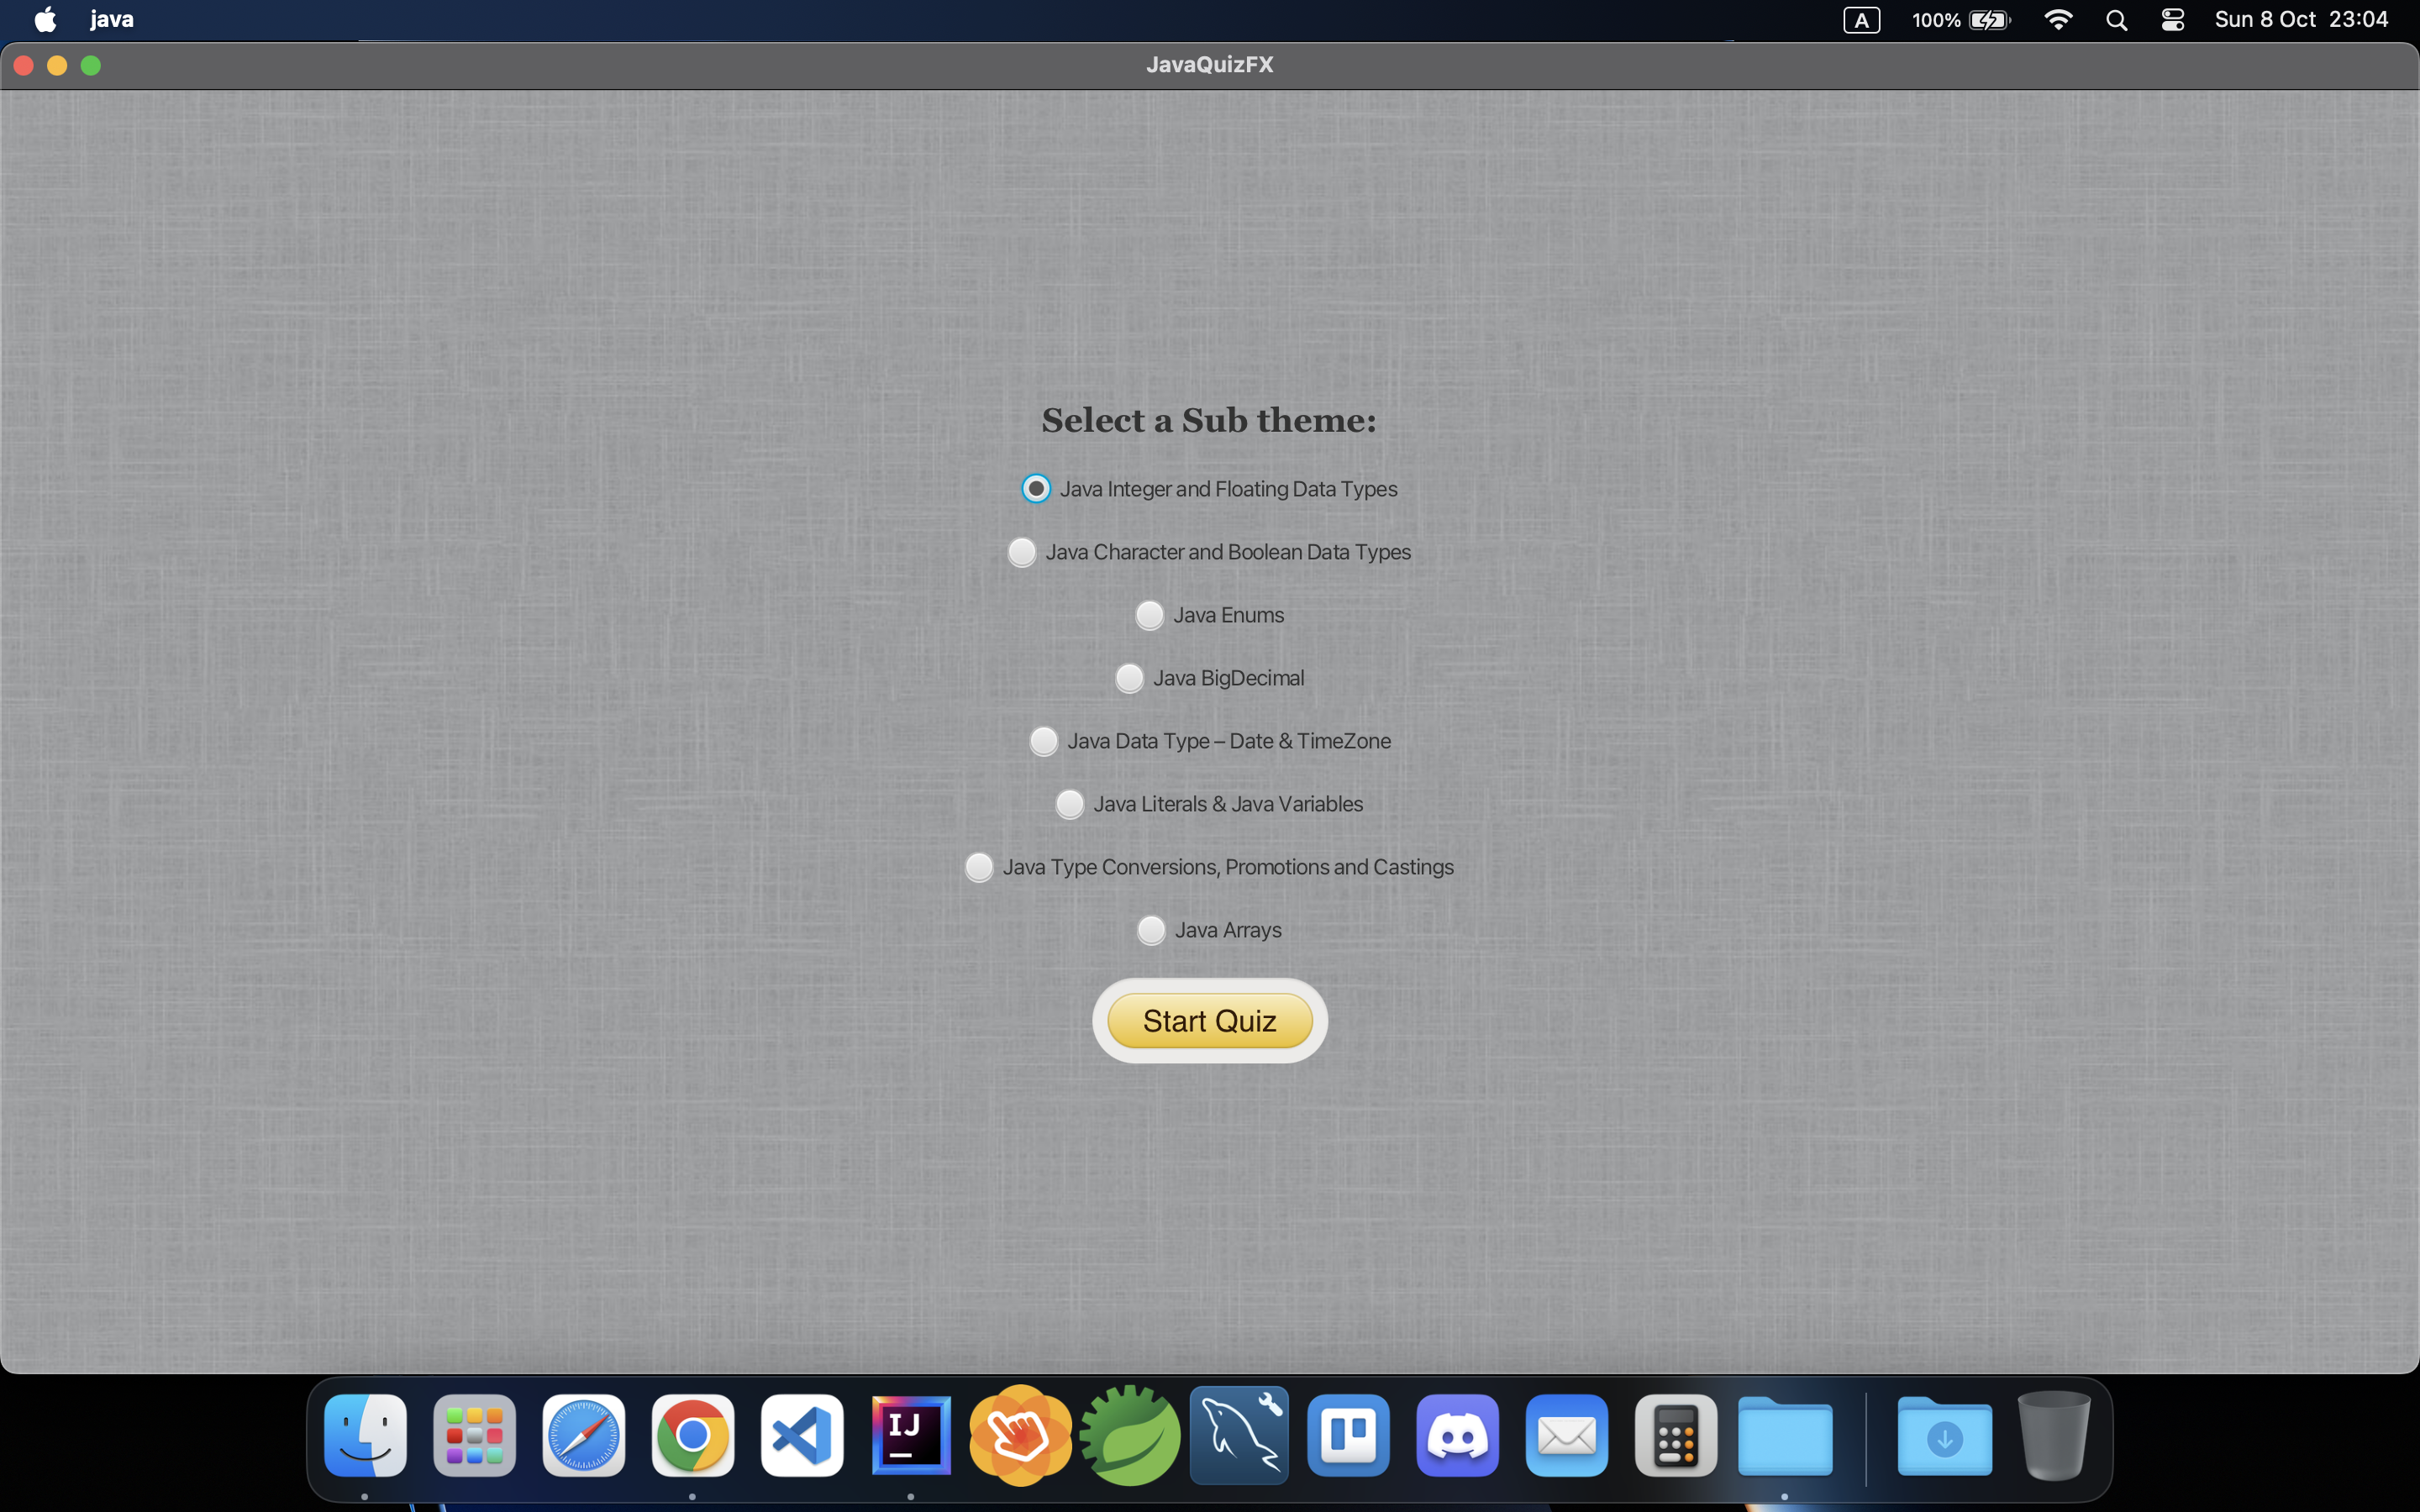 java
A
100%
Sun 8 Oct 23:04
JavaQuizFX
Select a Sub theme:
Java Integer and Floating Data Types
Java Character and Boolean Data Types
Java Enums
Java BigDecimal
Java Data Type – Date & TimeZone
Java Literals & Java Variables
Java Type Conversions, Promotions and Castings
Java Arrays
Start Quiz
IJ